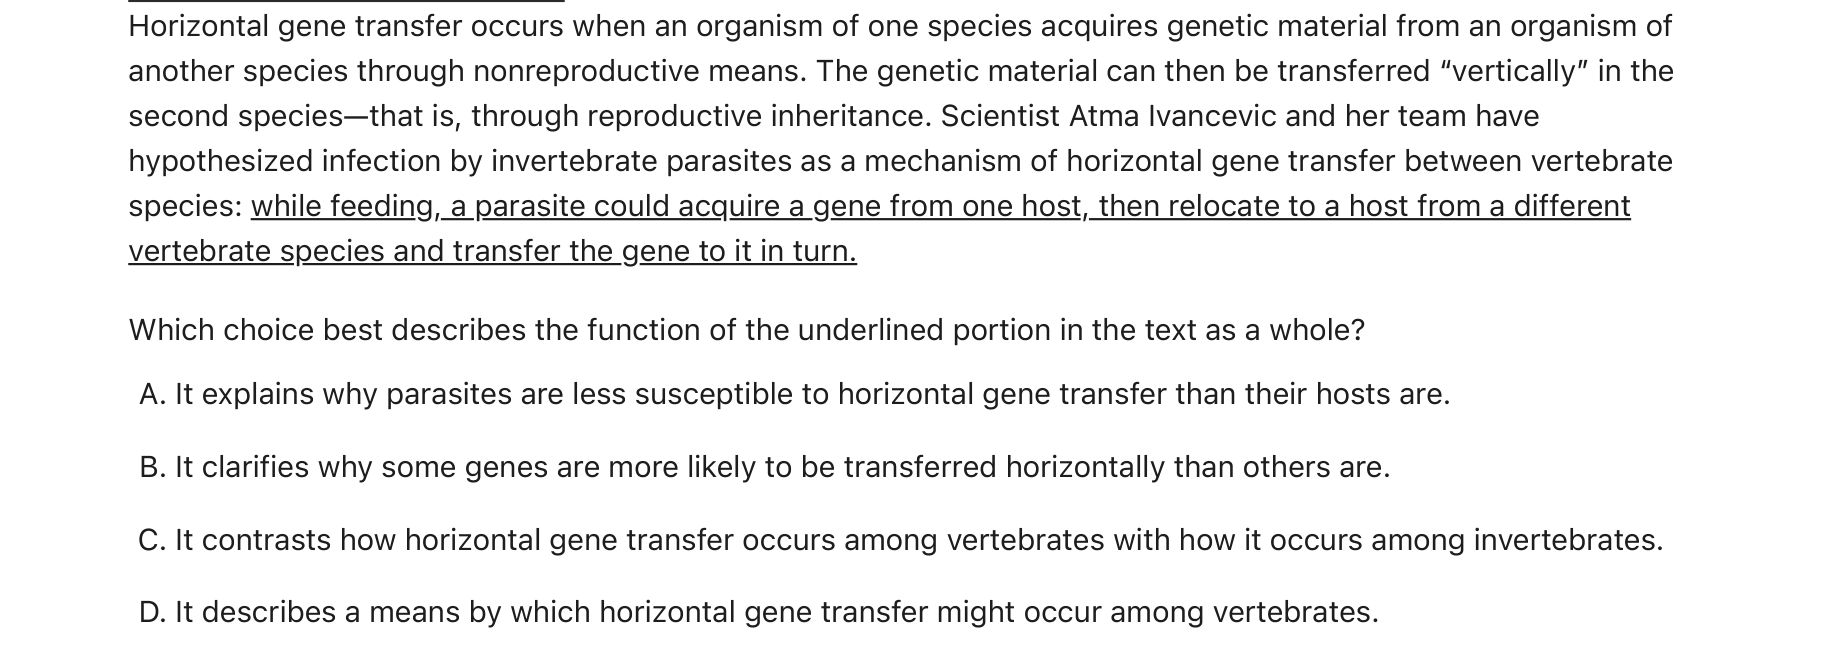 Horizontal gene transfer occurs when an organism of one species acquires genetic material from an organism of
another species through nonreproductive means. The genetic material can then be transferred “vertically” in the
second species—that is, through reproductive inheritance. Scientist Atma Ivancevic and her team have
hypothesized infection by invertebrate parasites as a mechanism of horizontal gene transfer between vertebrate
species: while feeding, a parasite could acquire a gene from one host, then relocate to a host from a different
vertebrate species and transfer the gene to it in turn.
Which choice best describes the function of the underlined portion in the text as a whole?
A. It explains why parasites are less susceptible to horizontal gene transfer than their hosts are.
B. It clarifies why some genes are more likely to be transferred horizontally than others are.
C. It contrasts how horizontal gene transfer occurs among vertebrates with how it occurs among invertebrates.
D. It describes a means by which horizontal gene transfer might occur among vertebrates.